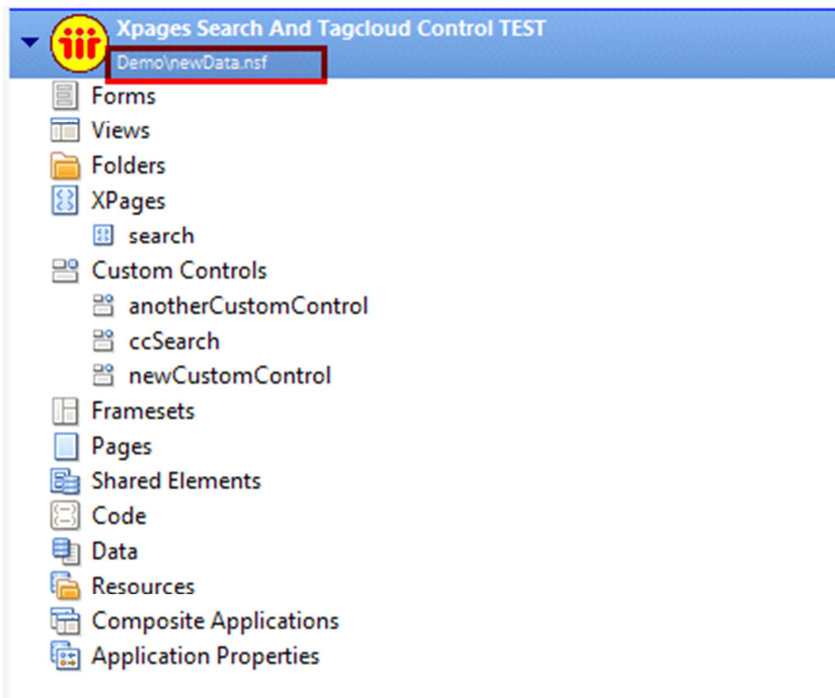 Xpages Search And Tagcloud Control TEST
Demo\newData.nsf
Forms
Views
Folders
XPages
search
Custom Controls
anotherCustomControl
ccSearch
newCustomControl
Framesets
Pages
Shared Elements
Code
Data
Resources
Composite Applications
Application Properties